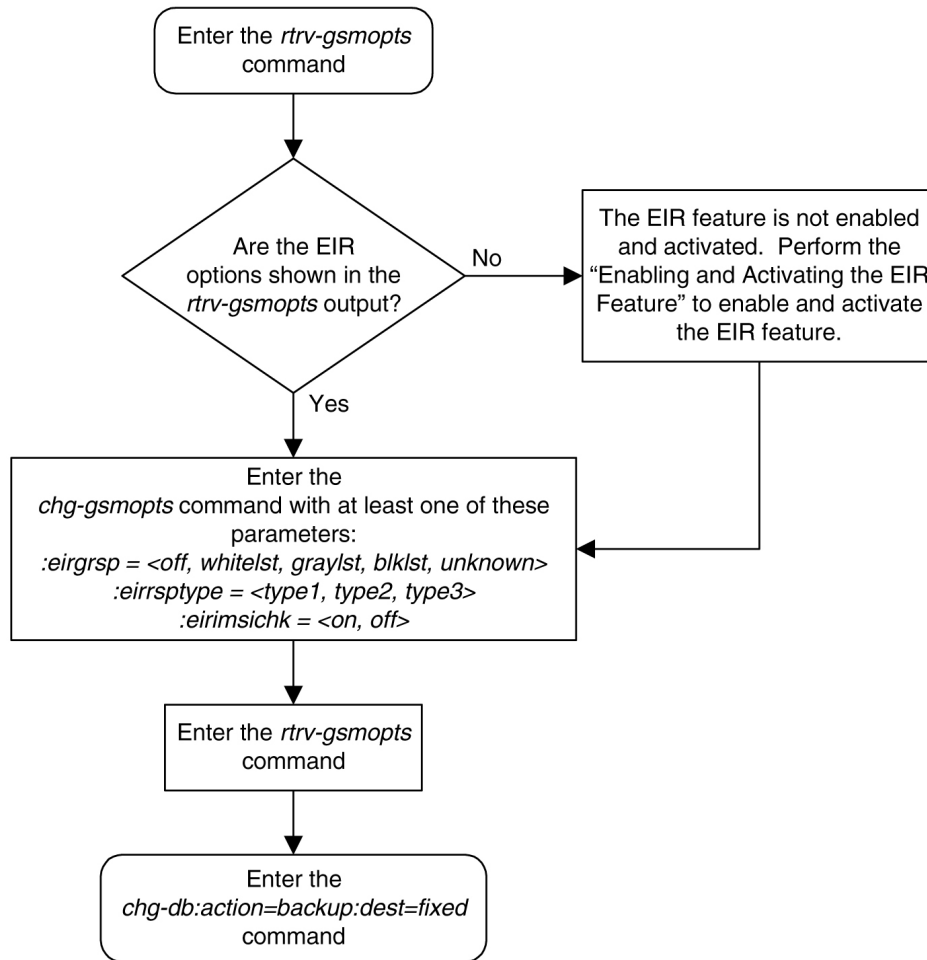 Enter the rtrv-gsmopts
command
Are the EIR
options shown in the
rtrv-gsmopts output?
No
The EIR feature is not enabled
and activated.  Perform the
“Enabling and Activating the EIR
Feature” to enable and activate
the EIR feature.
Yes
Enter the
chg-gsmopts command with at least one of these
parameters:
:eirgrsp = <off, whitelst, graylst, blklst, unknown>
:eirrsptype = <type1, type2, type3>
:eirimsichk = <on, off>
Enter the rtrv-gsmopts
command
Enter the
chg-db:action=backup:dest=fixed
command